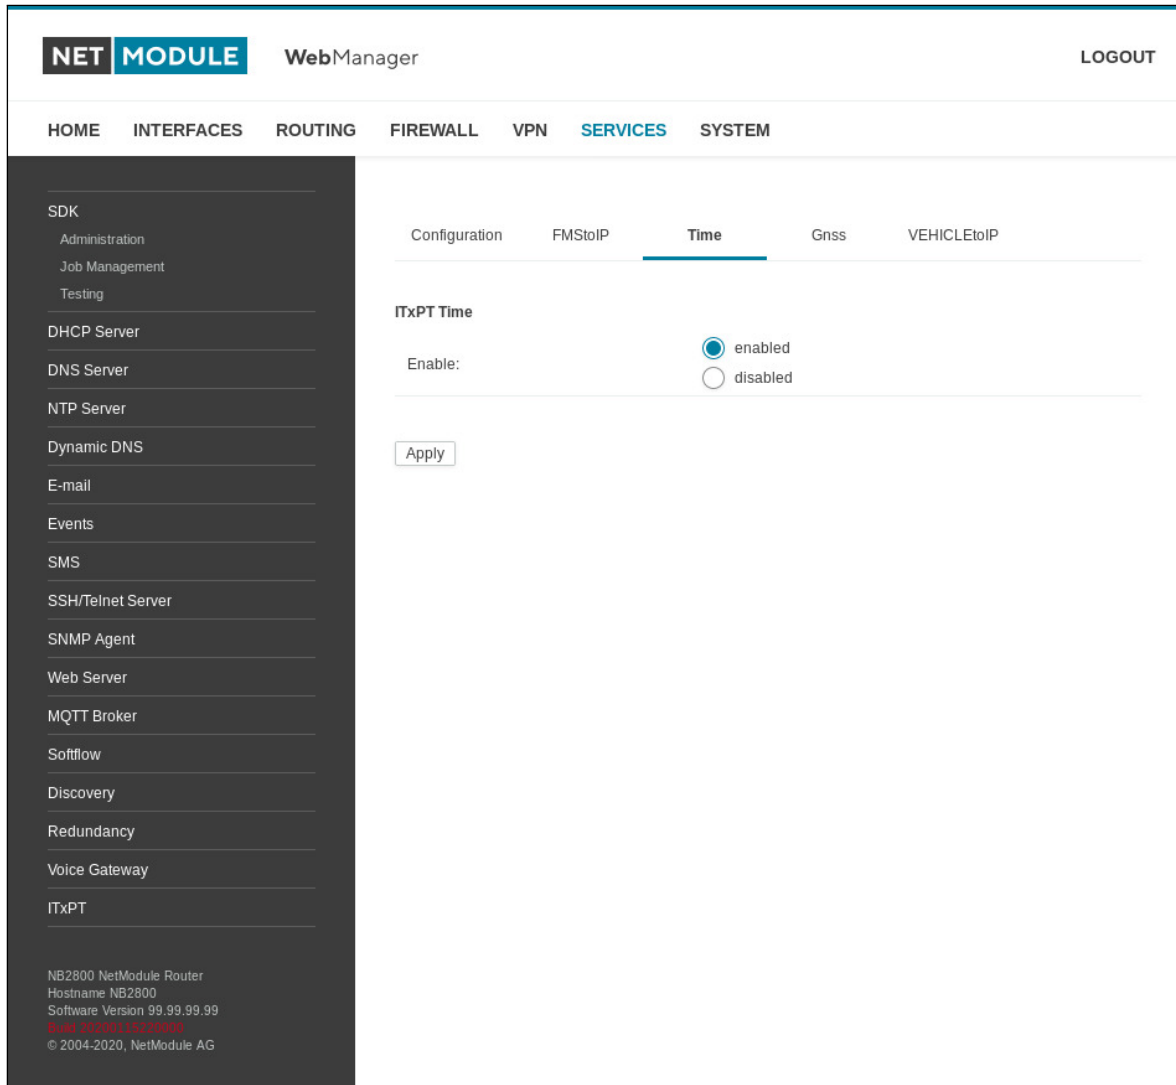 NET MODULE WebManager LOGOUT
HOME INTERFACES ROUTING FIREWALL VPN SERVICES SYSTEM
SDK
Administration
Job Management
Testing
DHCP Server
DNS Server
NTP Server
Dynamic DNS
E-mail
Events
SMS
SSH/Telnet Server
SNMP Agent
Web Server
MQTT Broker
Softflow
Discovery
Redundancy
Voice Gateway
ITxPT
NB2800 NetModule Router
Hostname NB2800
Software Version 99.99.99.99
Build
© 2004-2020, NetModule AG
Configuration FMStoIP Time Gnss VEHICLEtoIP
ITxPT Time
Enable:
enabled
disabled
Apply